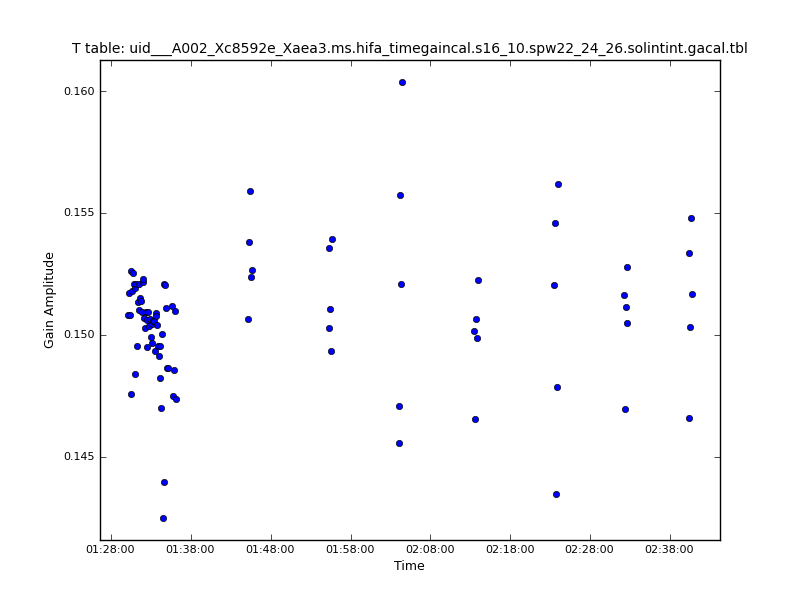 T table: uid___A002_Xc8592e_Xaea3.ms.hifa_timegaincal.s16_10.spw22_24_26.solintint.gacal.tbl
0.160
0.155
0.150
0.145
Gain Amplitude
01:28:00 01:38:00 01:48:00 01:58:00 02:08:00 02:18:00 02:28:00 02:38:00
Time